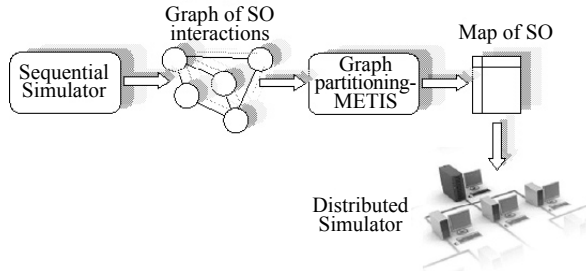 Graph of SO
interactions
Map of SO
Sequential
Simulator
Graph
partitioning-
METIS
Distributed
Simulator